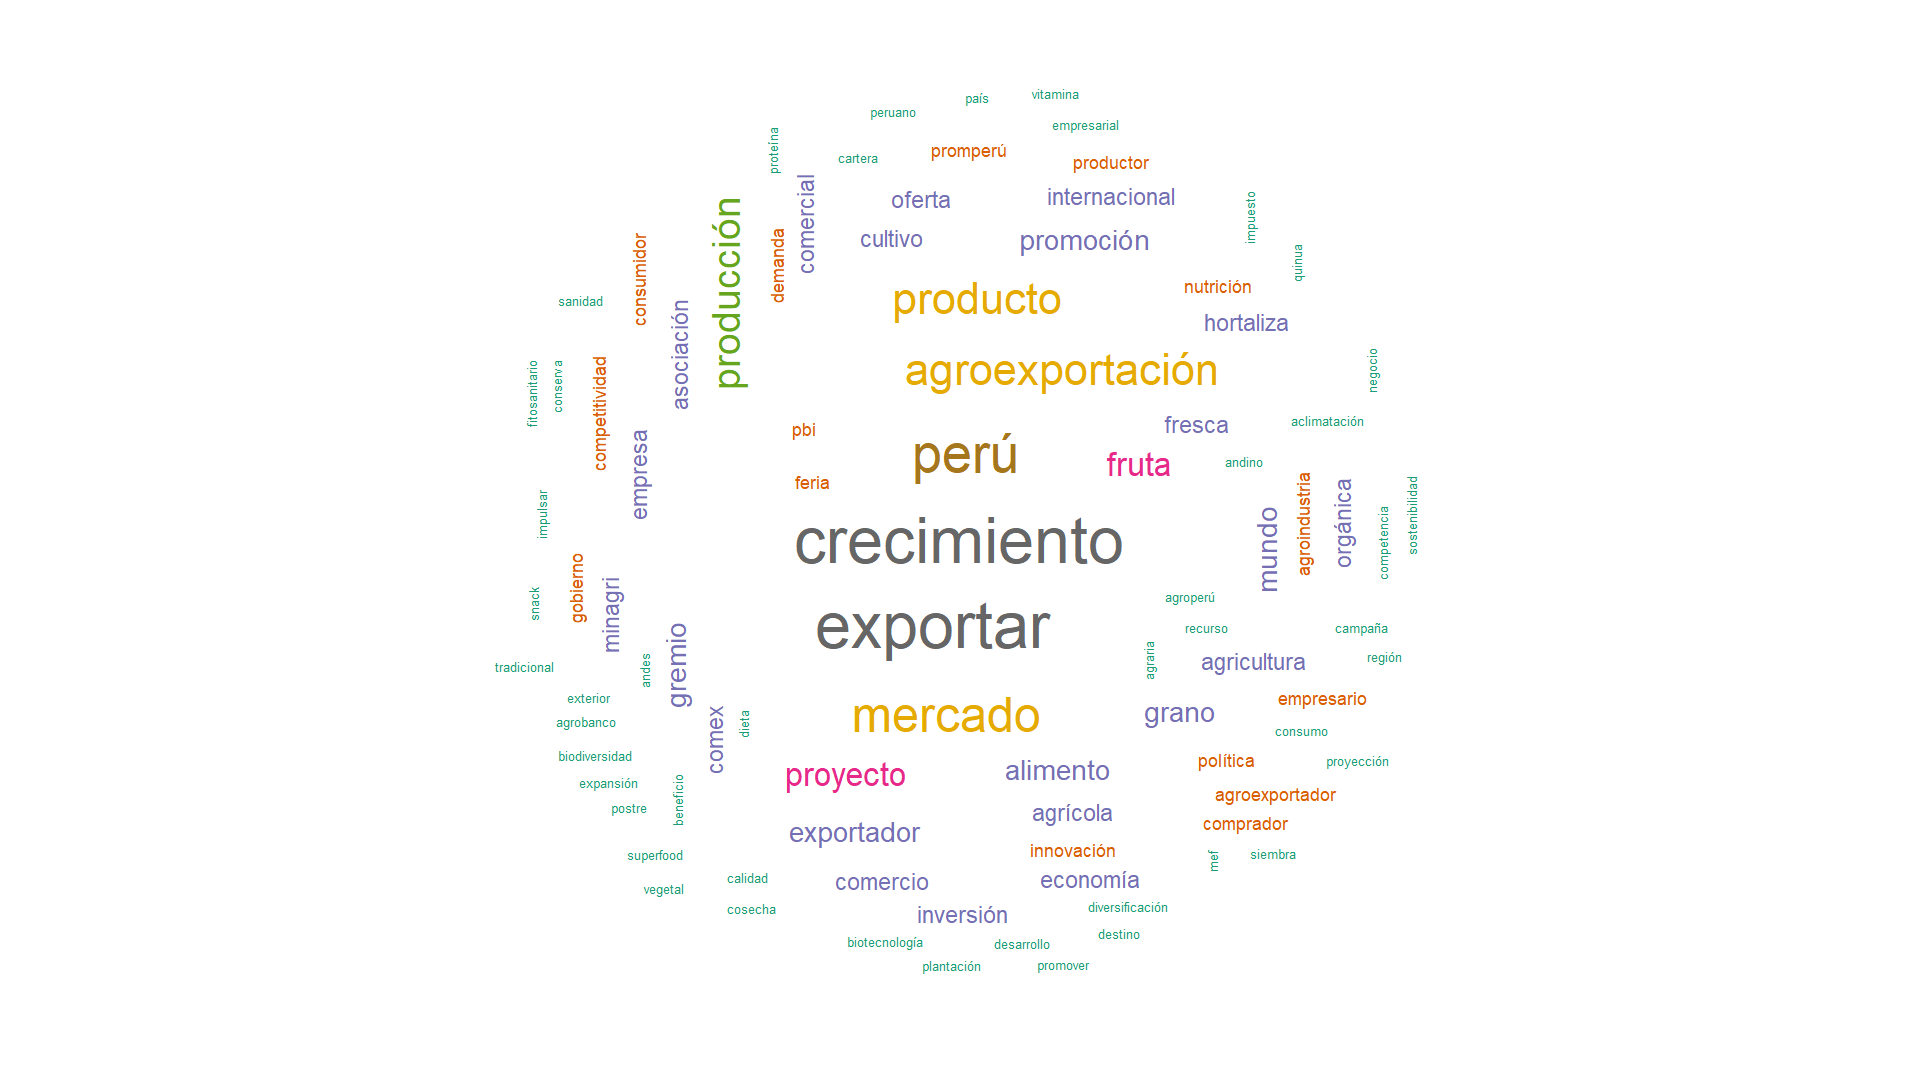 vitamina
país
peruano
empresarial
proteína
cartera
promperú
productor
comercial
oferta
internacional
impuesto
producción
demanda
cultivo
promoción
quinua
consumidor
sanidad
producto
nutrición
hortaliza
asociación
agroexportación
negocio
fitosanitario
conserva
competitividad
pbi
fresca
aclimatación
empresa
perú
fruta
andino
feria
impulsar
crecimiento
mundo
agroindustria
orgánica
competencia
sostenibilidad
snack
gobierno
minagri
agroperú
exportar
recurso
campaña
gremio
agraria
agricultura
región
tradicional
andes
exterior
empresario
agrobanco
comex
dieta
mercado
grano
consumo
biodiversidad
política
proyección
expansión
proyecto
alimento
agroexportador
postre
beneficio
agrícola
comprador
exportador
innovación
superfood
mef
siembra
vegetal
calidad
comercio
economía
cosecha
inversión
diversificación
biotecnología
desarrollo
destino
plantación
promover